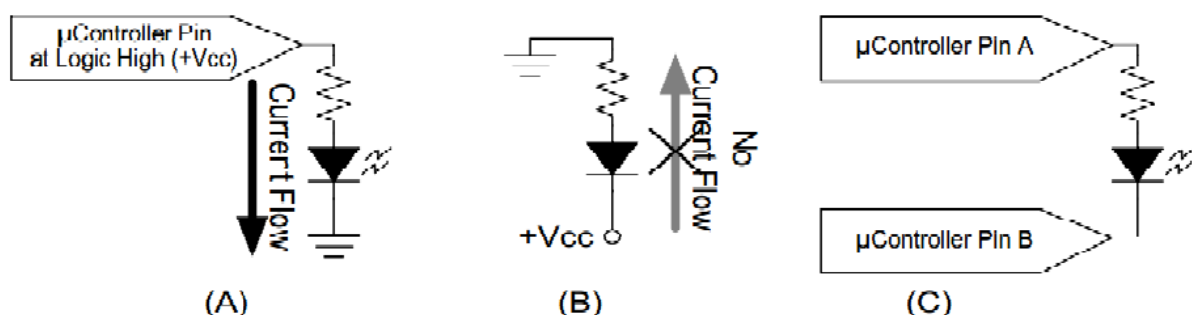 µController Pin
at Logic High (+Vcc)
Current Flow
(A)
No
Current Flow
+Vcc
(B)
µController Pin A
µController Pin B
(C)